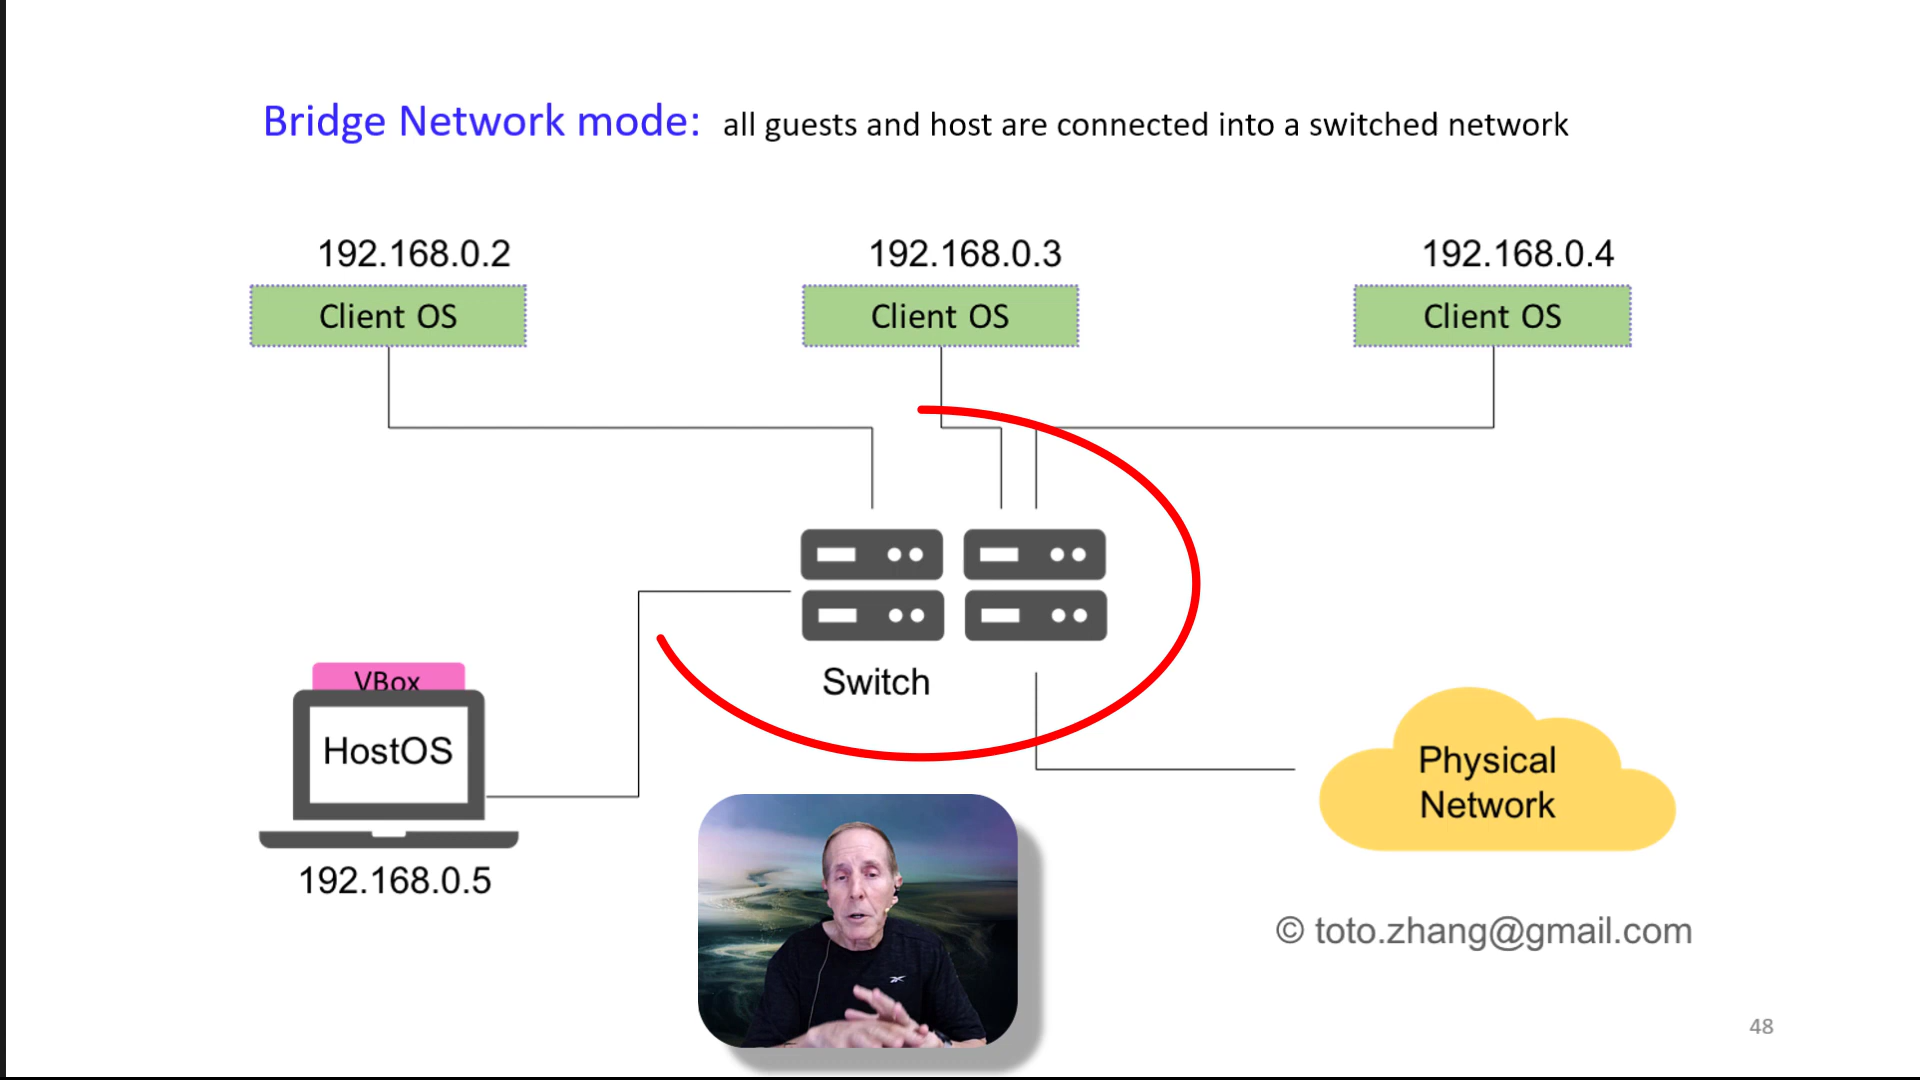 Bridge Network mode: all guests and host are connected into a switched network
192.168.0.2 192.168.0.3 192.168.0.4
Client OS Client OS Client OS
Switch
VBox
HostOS
192.168.0.5
Physical
Network
© toto.zhang@gmail.com
48